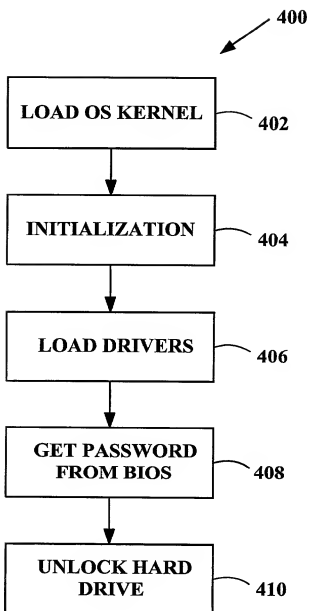 400
LOAD OS KERNEL
402
INITIALIZATION
404
LOAD DRIVERS
406
GET PASSWORD
FROM BIOS
408
UNLOCK HARD
DRIVE
410